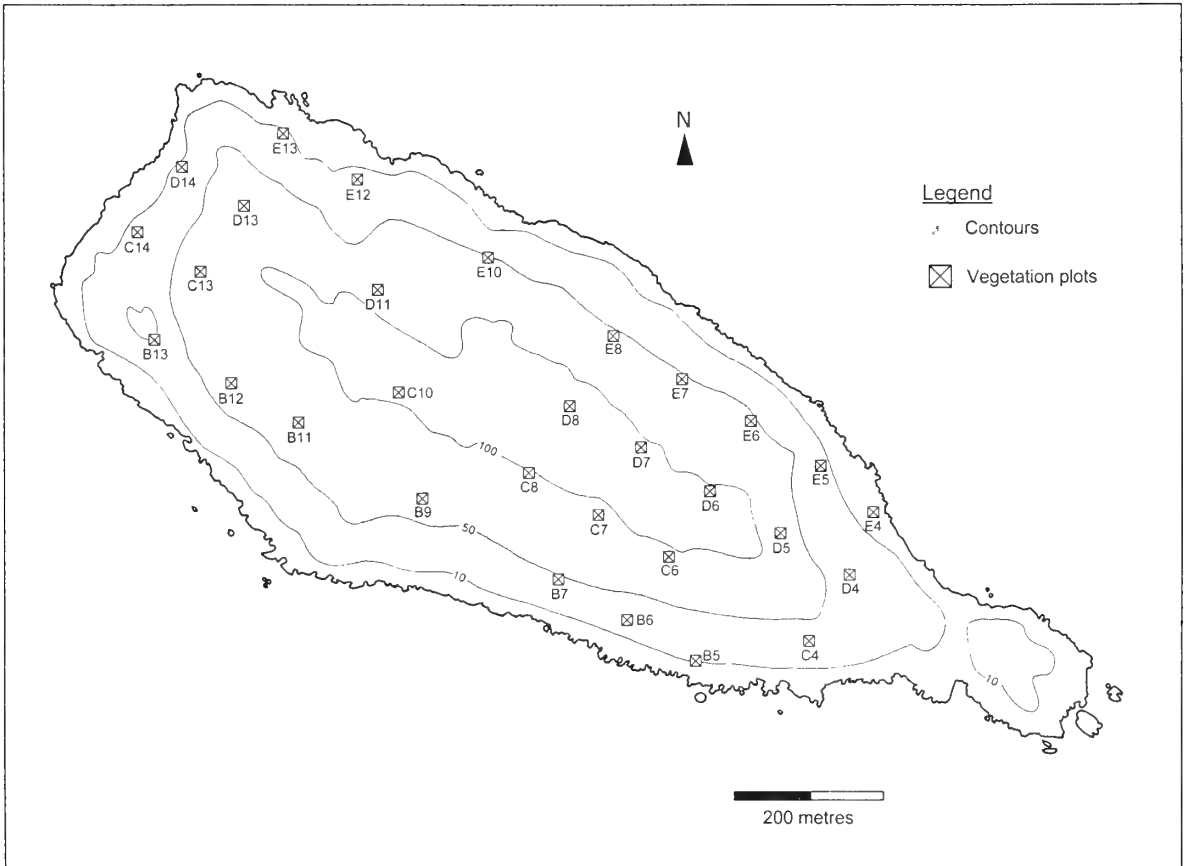 N
E13
D14
E12
D13
C14
Legend
Contours
Vegetation plots
E10
C13
D11
B13
E8
E7
B12
C10
D8
E6
B11
D7
100
E5
C8
D6
B9
E4
C7
50
D5
C6
10
B7
D4
B6
C4
B5
10
200 metres